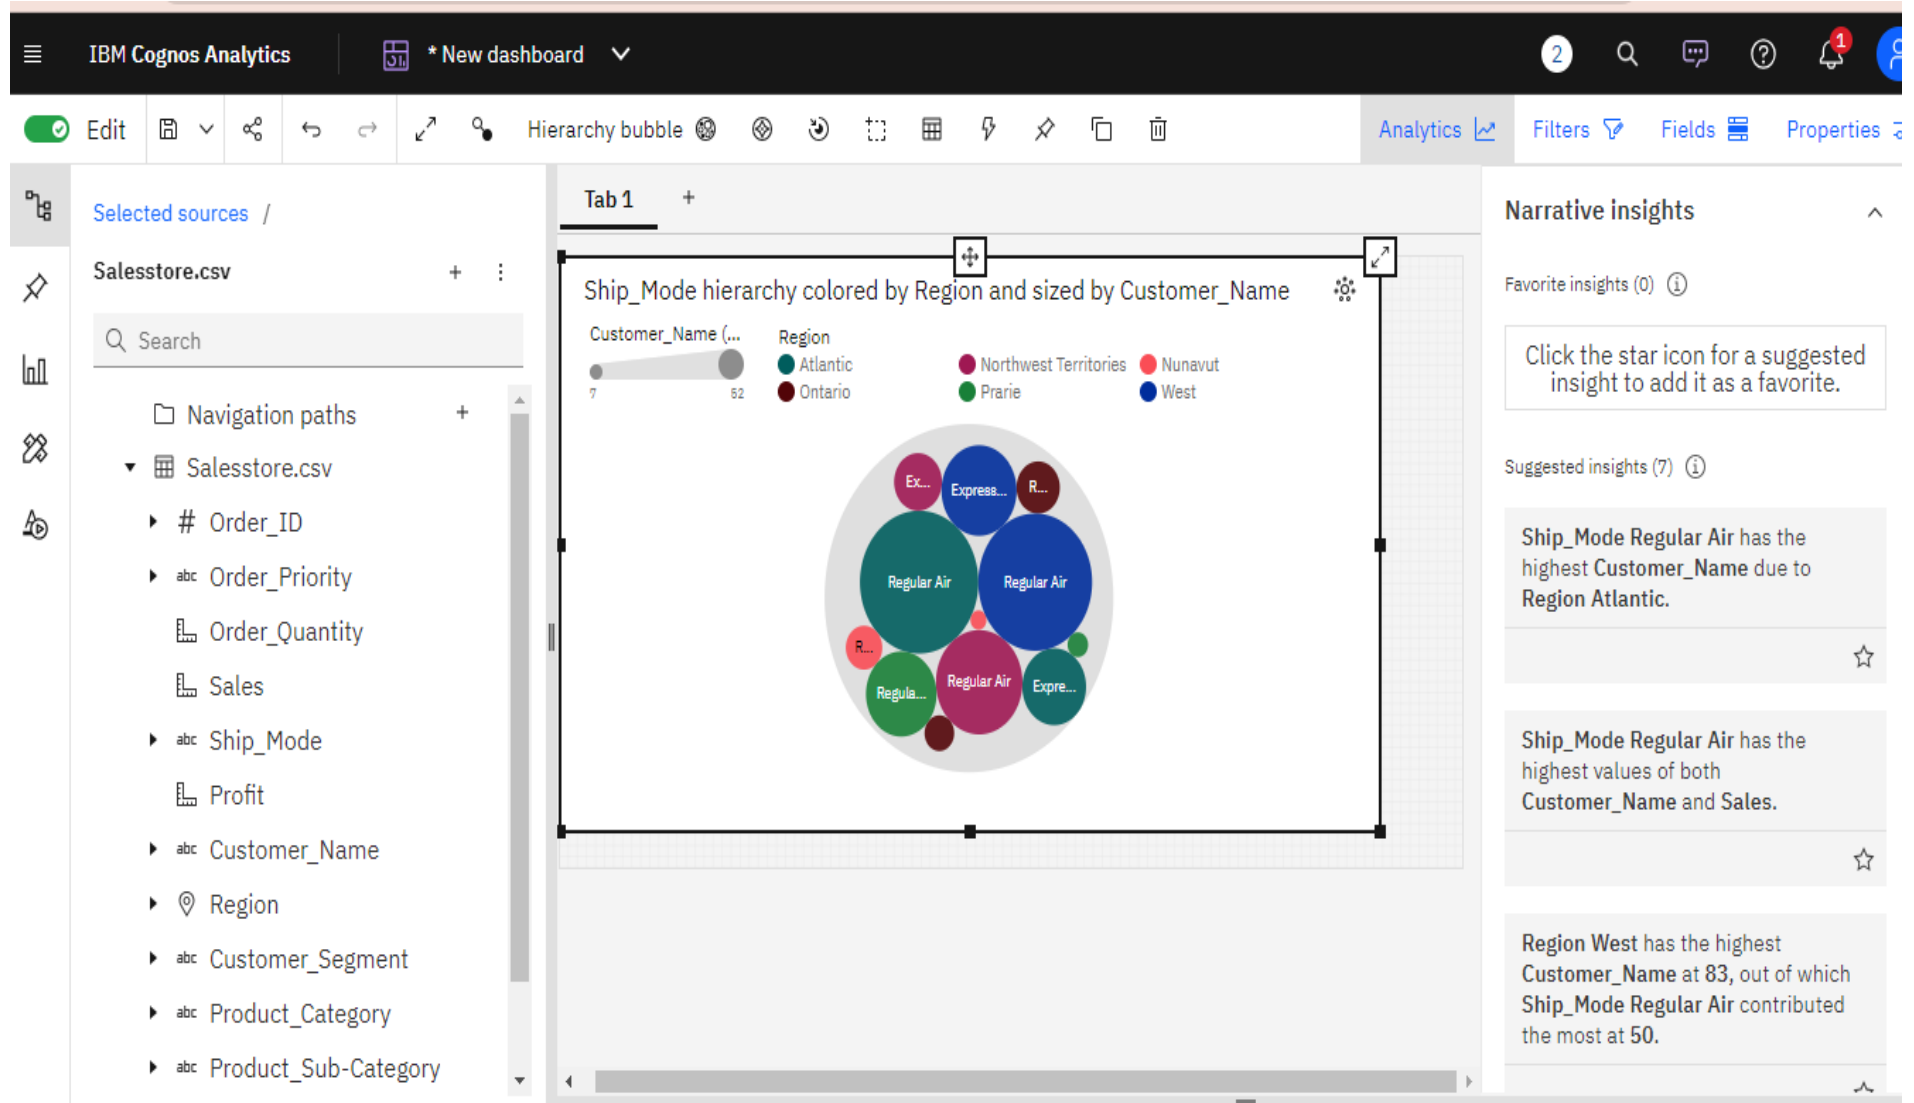 IBM Cognos Analytics
* New dashboard
2
1
Edit
Hierarchy bubble
Analytics
Filters
Fields
Properties
Selected sources /
Salesstore.csv
Search
Navigation paths
Salesstore.csv
# Order_ID
abc Order_Priority
Order_Quantity
Sales
abc Ship_Mode
Profit
abc Customer_Name
Region
abc Customer_Segment
abc Product_Category
abc Product_Sub-Category
Tab 1
Ship_Mode hierarchy colored by Region and sized by Customer_Name
Customer_Name (...
7
52
Region
Atlantic
Northwest Territories
Nunavut
Ontario
Prarie
West
Ex...
Express...
R...
Regular Air
Regular Air
R...
Regula...
Regular Air
Expre...
Narrative insights
Favorite insights (0)
Click the star icon for a suggested
insight to add it as a favorite.
Suggested insights (7)
Ship_Mode Regular Air has the
highest Customer_Name due to
Region Atlantic.
Ship_Mode Regular Air has the
highest values of both
Customer_Name and Sales.
Region West has the highest
Customer_Name at 83, out of which
Ship_Mode Regular Air contributed
the most at 50.